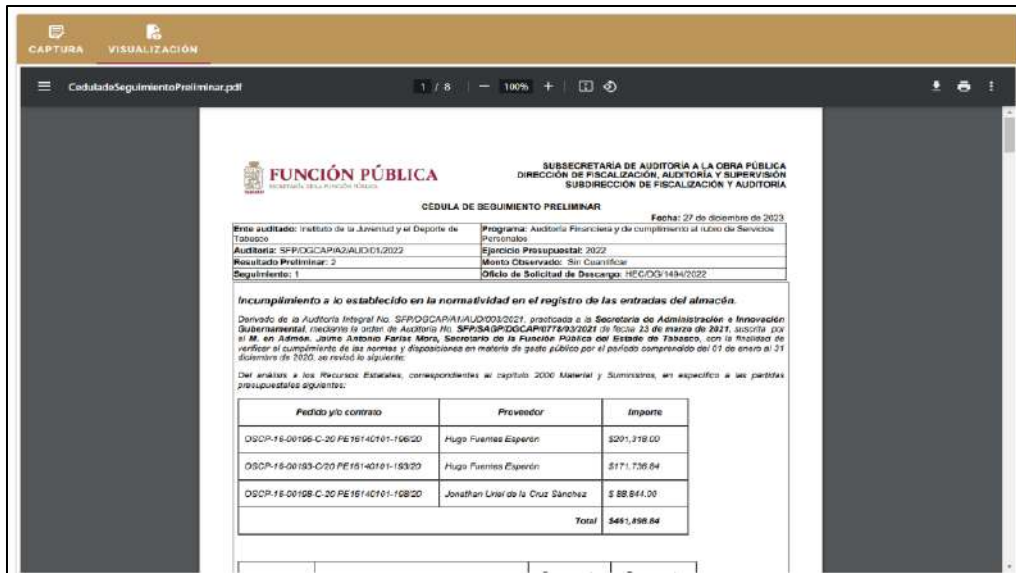 CAPTURA
VISUALIZACIÓN
CeduladeSeguimientoPreliminar.pdf
1 / 8
100%
FUNCIÓN PÚBLICA
SECRETARÍA DE LA FUNCIÓN PÚBLICA
SUBSECRETARÍA DE AUDITORÍA A LA OBRA PÚBLICA
DIRECCIÓN DE FISCALIZACIÓN, AUDITORÍA Y SUPERVISIÓN
SUBDIRECCIÓN DE FISCALIZACIÓN Y AUDITORÍA
CÉDULA DE SEGUIMIENTO PRELIMINAR
Fecha: 27 de diciembre de 2023
Ente auditado: Instituto de la Juventud y el Deporte de Tabasco
Programa: Auditoría Financiera y de cumplimiento al rubro de Servicios Personales
Auditoría: SFP/DGCAP/A2/AUD/01/2022
Ejercicio Presupuestal: 2022
Resultado Preliminar: 2
Monto Observado: Sin Cuantificar
Seguimiento: 1
Oficio de Solicitud de Descargo: HEC/DG/1494/2022
Incumplimiento a lo establecido en la normatividad en el registro de las entradas del almacén.
Derivado de la Auditoría Integral No. SFP/DGCAP/A1/AUD/003/2021, practicada a la Secretaría de Administración e Innovación
Gubernamental, mediante la orden de Auditoría No. SFP/SAGP/DGCAP/0778/03/2021 de fecha 23 de marzo de 2021, suscrita por
el M. en Admón. Jaime Antonio Farías Mora, Secretario de la Función Pública del Estado de Tabasco, con la finalidad de
verificar el cumplimiento de las normas y disposiciones en materia de gasto público por el periodo comprendido del 01 de enero al 31
diciembre de 2020, se revisó lo siguiente:
Del análisis a los Recursos Estatales, correspondientes al capítulo 2000 Material y Suministros, en específico a las partidas
presupuestales siguientes:
Pedido y/o contrato Proveedor Importe
OSCP-16-00196-C-20 PE16140101-196/20 Hugo Fuentes Esperón $201,318.00
OSCP-16-00193-C/20 PE16140101-193/20 Hugo Fuentes Esperón $171,736.84
OSCP-16-00198-C-20 PE16140101-198/20 Jonathan Uriel de la Cruz Sánchez $ 88,844.00
Total $461,898.84